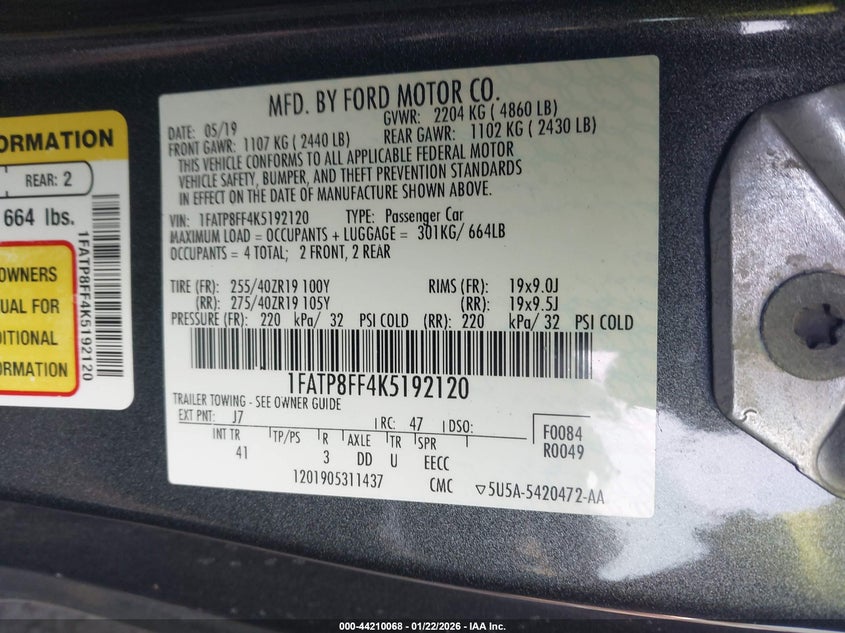 MFD. BY FORD MOTOR CO.
DATE: 05/19 GVWR: 2204 KG ( 4860 LB)
FRONT GAWR: 1107 KG ( 2440 LB) REAR GAWR: 1102 KG ( 2430 LB)
THIS VEHICLE CONFORMS TO ALL APPLICABLE FEDERAL MOTOR
VEHICLE SAFETY, BUMPER, AND THEFT PREVENTION STANDARDS
IN EFFECT ON THE DATE OF MANUFACTURE SHOWN ABOVE.
VIN: 1FATP8FF4K5192120 TYPE: Passenger Car
MAXIMUM LOAD = OCCUPANTS + LUGGAGE = 301KG/ 664LB
OCCUPANTS = 4 TOTAL; 2 FRONT, 2 REAR
TIRE (FR): 255/40ZR19 100Y RIMS (FR): 19x9.0J
(RR): 275/40ZR19 105Y (RR): 19x9.5J
PRESSURE (FR): 220 kPa/ 32 PSI COLD (RR): 220 kPa/ 32 PSI COLD
1FATP8FF4K5192120
TRAILER TOWING - SEE OWNER GUIDE
EXT PNT: J7 RC: 47 DSO:
INT TR TP/PS R AXLE TR SPR
41 3 DD U EECC
F0084
R0049
1201905311437 CMC ▽5U5A-5420472-AA
ORMATION
REAR: 2
664 lbs.
OWNERS
UAL FOR
DITIONAL
ORMATION
1FATP8FF4K5192120
000-44210068 - 01/22/2026 - IAA Inc.